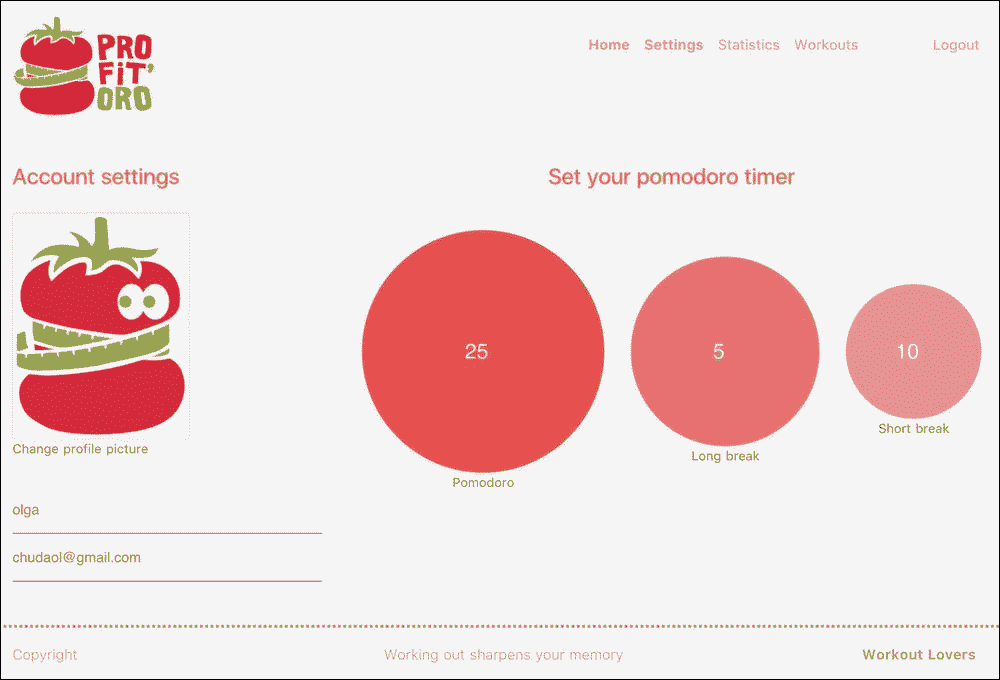 PRO
FiT'
ORO
Home Settings Statistics Workouts Logout
Account settings
Set your pomodoro timer
25
5
10
Pomodoro
Long break
Short break
Change profile picture
olga
chudaol@gmail.com
Copyright
Working out sharpens your memory
Workout Lovers